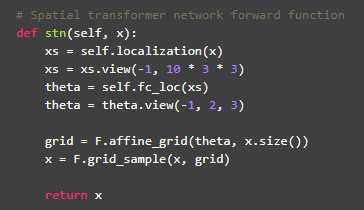 # Spatial transformer network forward function
def stn(self, x):
    xs = self.localization(x)
    xs = xs.view(-1, 10 * 3 * 3)
    theta = self.fc_loc(xs)
    theta = theta.view(-1, 2, 3)

    grid = F.affine_grid(theta, x.size())
    x = F.grid_sample(x, grid)

    return x